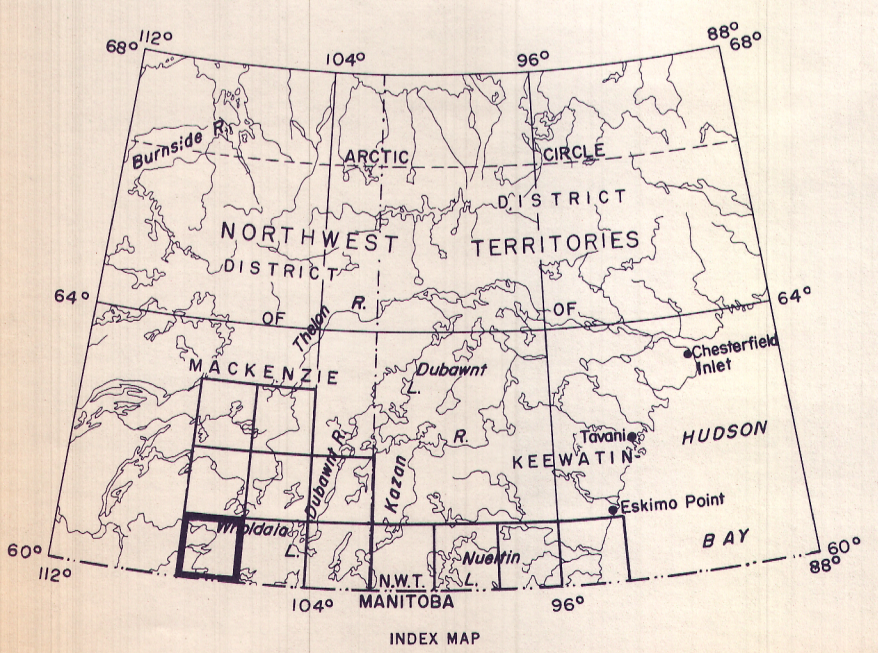 112°
88°
68°
68°
104°
96°
Burnside R.
ARCTIC CIRCLE
DISTRICT
NORTHWEST TERRITORIES
DISTRICT
64°
64°
OF
Thelon R.
OF
Chesterfield
Inlet
MACKENZIE
Dubawnt
L.
HUDSON
Tavani
R.
KEEWATIN
Dubawnt R.
Kazan
Eskimo Point
Wholdaia
L.
BAY
Nueltin
L.
60°
60°
112°
88°
N.W.T.
MANITOBA
104°
96°
INDEX MAP